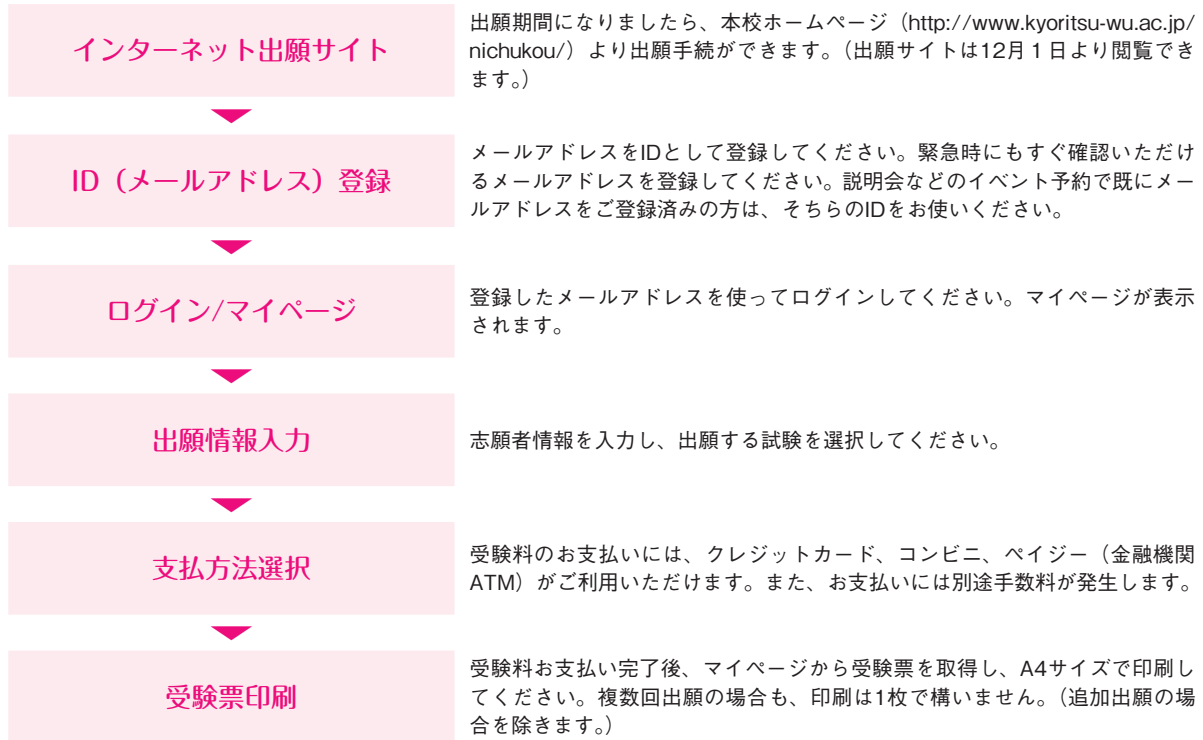 インターネット出願サイト
出願期間になりましたら、本校ホームページ（http://www.kyoritsu-wu.ac.jp/
nichukou/）より出願手続ができます。（出願サイトは12月１日より閲覧でき
ます。）
ID（メールアドレス）登録
メールアドレスをIDとして登録してください。緊急時にもすぐ確認いただけ
るメールアドレスを登録してください。説明会などのイベント予約で既にメー
ルアドレスをご登録済みの方は、そちらのIDをお使いください。
ログイン/マイページ
登録したメールアドレスを使ってログインしてください。マイページが表示
されます。
出願情報入力
志願者情報を入力し、出願する試験を選択してください。
支払方法選択
受験料のお支払いには、クレジットカード、コンビニ、ペイジー（金融機関
ATM）がご利用いただけます。また、お支払いには別途手数料が発生します。
受験票印刷
受験料お支払い完了後、マイページから受験票を取得し、A4サイズで印刷し
てください。複数回出願の場合も、印刷は1枚で構いません。（追加出願の場
合を除きます。）